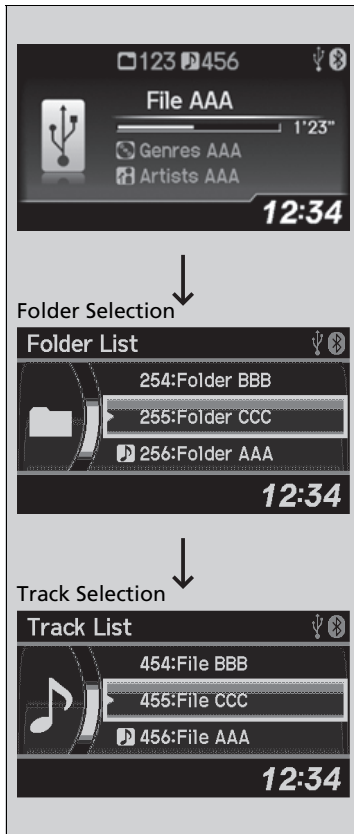 123 456
File AAA
1'23"
Genres AAA
Artists AAA
12:34
Folder Selection
Folder List
254:Folder BBB
255:Folder CCC
256:Folder AAA
12:34
Track Selection
Track List
454:File BBB
455:File CCC
456:File AAA
12:34